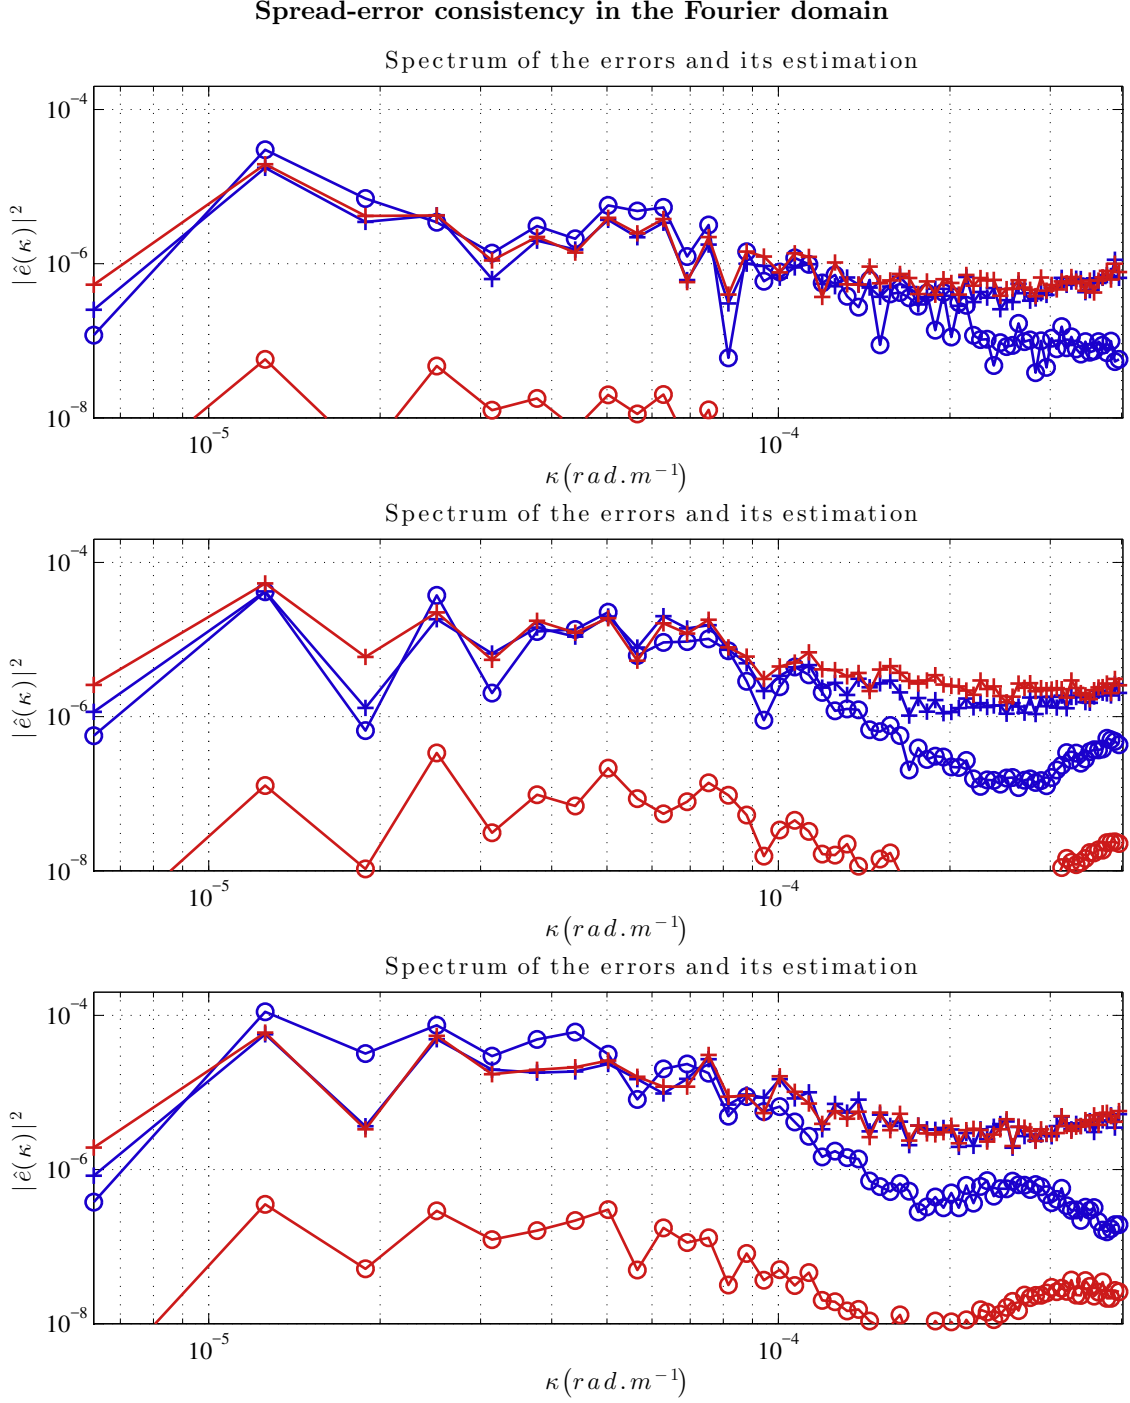 Spread-error consistency in the Fourier domain
Spectrum of the errors and its estimation
|ê(κ)|²
10⁻⁴
10⁻⁶
10⁻⁸
10⁻⁵
10⁻⁴
κ(rad.m⁻¹)
Spectrum of the errors and its estimation
|ê(κ)|²
10⁻⁴
10⁻⁶
10⁻⁸
10⁻⁵
10⁻⁴
κ(rad.m⁻¹)
Spectrum of the errors and its estimation
|ê(κ)|²
10⁻⁴
10⁻⁶
10⁻⁸
10⁻⁵
10⁻⁴
κ(rad.m⁻¹)